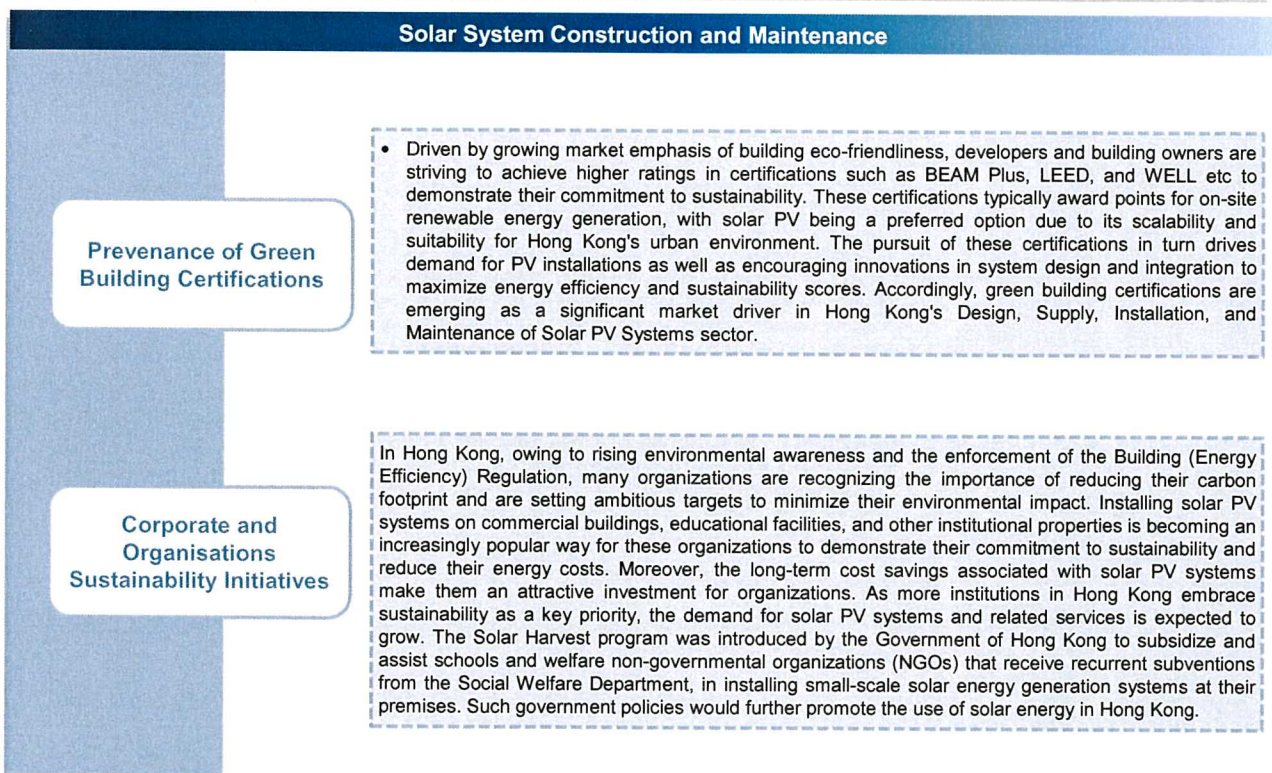 Solar System Construction and Maintenance
Prevenance of Green
Building Certifications
• Driven by growing market emphasis of building eco-friendliness, developers and building owners are
striving to achieve higher ratings in certifications such as BEAM Plus, LEED, and WELL etc to
demonstrate their commitment to sustainability. These certifications typically award points for on-site
renewable energy generation, with solar PV being a preferred option due to its scalability and
suitability for Hong Kong's urban environment. The pursuit of these certifications in turn drives
demand for PV installations as well as encouraging innovations in system design and integration to
maximize energy efficiency and sustainability scores. Accordingly, green building certifications are
emerging as a significant market driver in Hong Kong's Design, Supply, Installation, and
Maintenance of Solar PV Systems sector.
Corporate and
Organisations
Sustainability Initiatives
In Hong Kong, owing to rising environmental awareness and the enforcement of the Building (Energy
Efficiency) Regulation, many organizations are recognizing the importance of reducing their carbon
footprint and are setting ambitious targets to minimize their environmental impact. Installing solar PV
systems on commercial buildings, educational facilities, and other institutional properties is becoming an
increasingly popular way for these organizations to demonstrate their commitment to sustainability and
reduce their energy costs. Moreover, the long-term cost savings associated with solar PV systems
make them an attractive investment for organizations. As more institutions in Hong Kong embrace
sustainability as a key priority, the demand for solar PV systems and related services is expected to
grow. The Solar Harvest program was introduced by the Government of Hong Kong to subsidize and
assist schools and welfare non-governmental organizations (NGOs) that receive recurrent subventions
from the Social Welfare Department, in installing small-scale solar energy generation systems at their
premises. Such government policies would further promote the use of solar energy in Hong Kong.